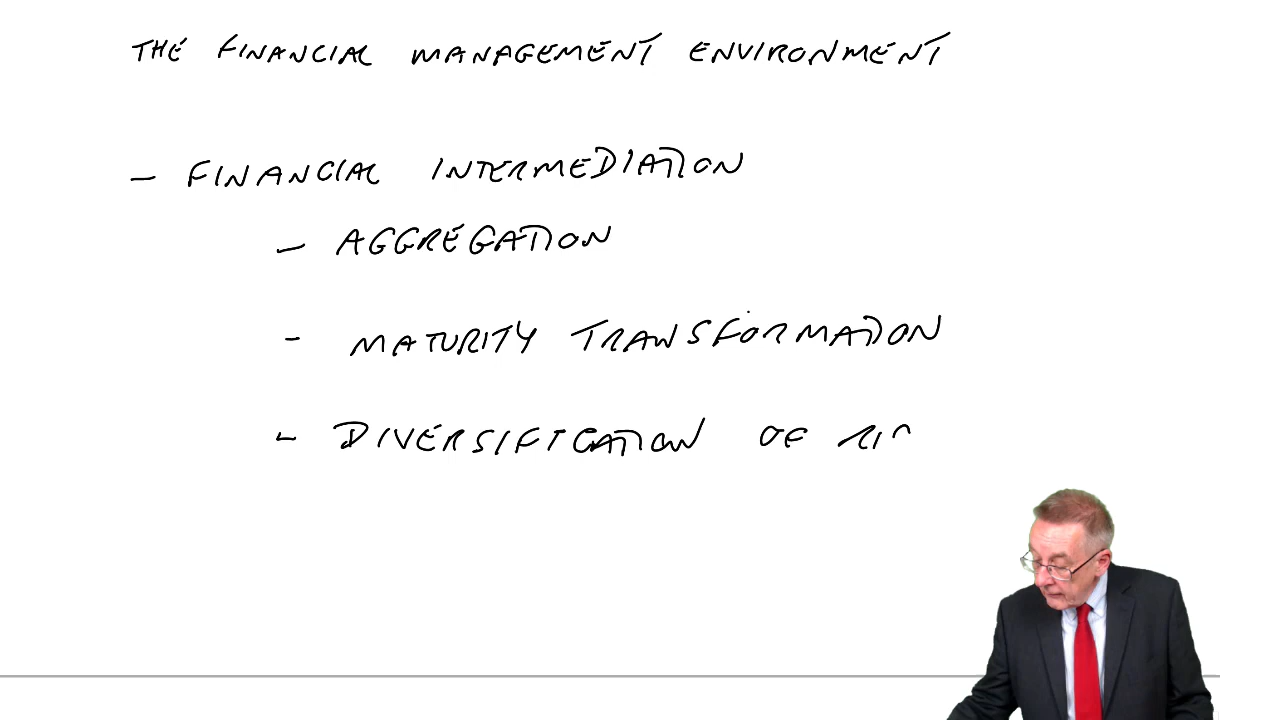 THE FINANCIAL MANAGEMENT ENVIRONMENT
- FINANCIAL INTERMEDIATION
- AGGREGATION
- MATURITY TRANSFORMATION
- DIVERSIFICATION OF